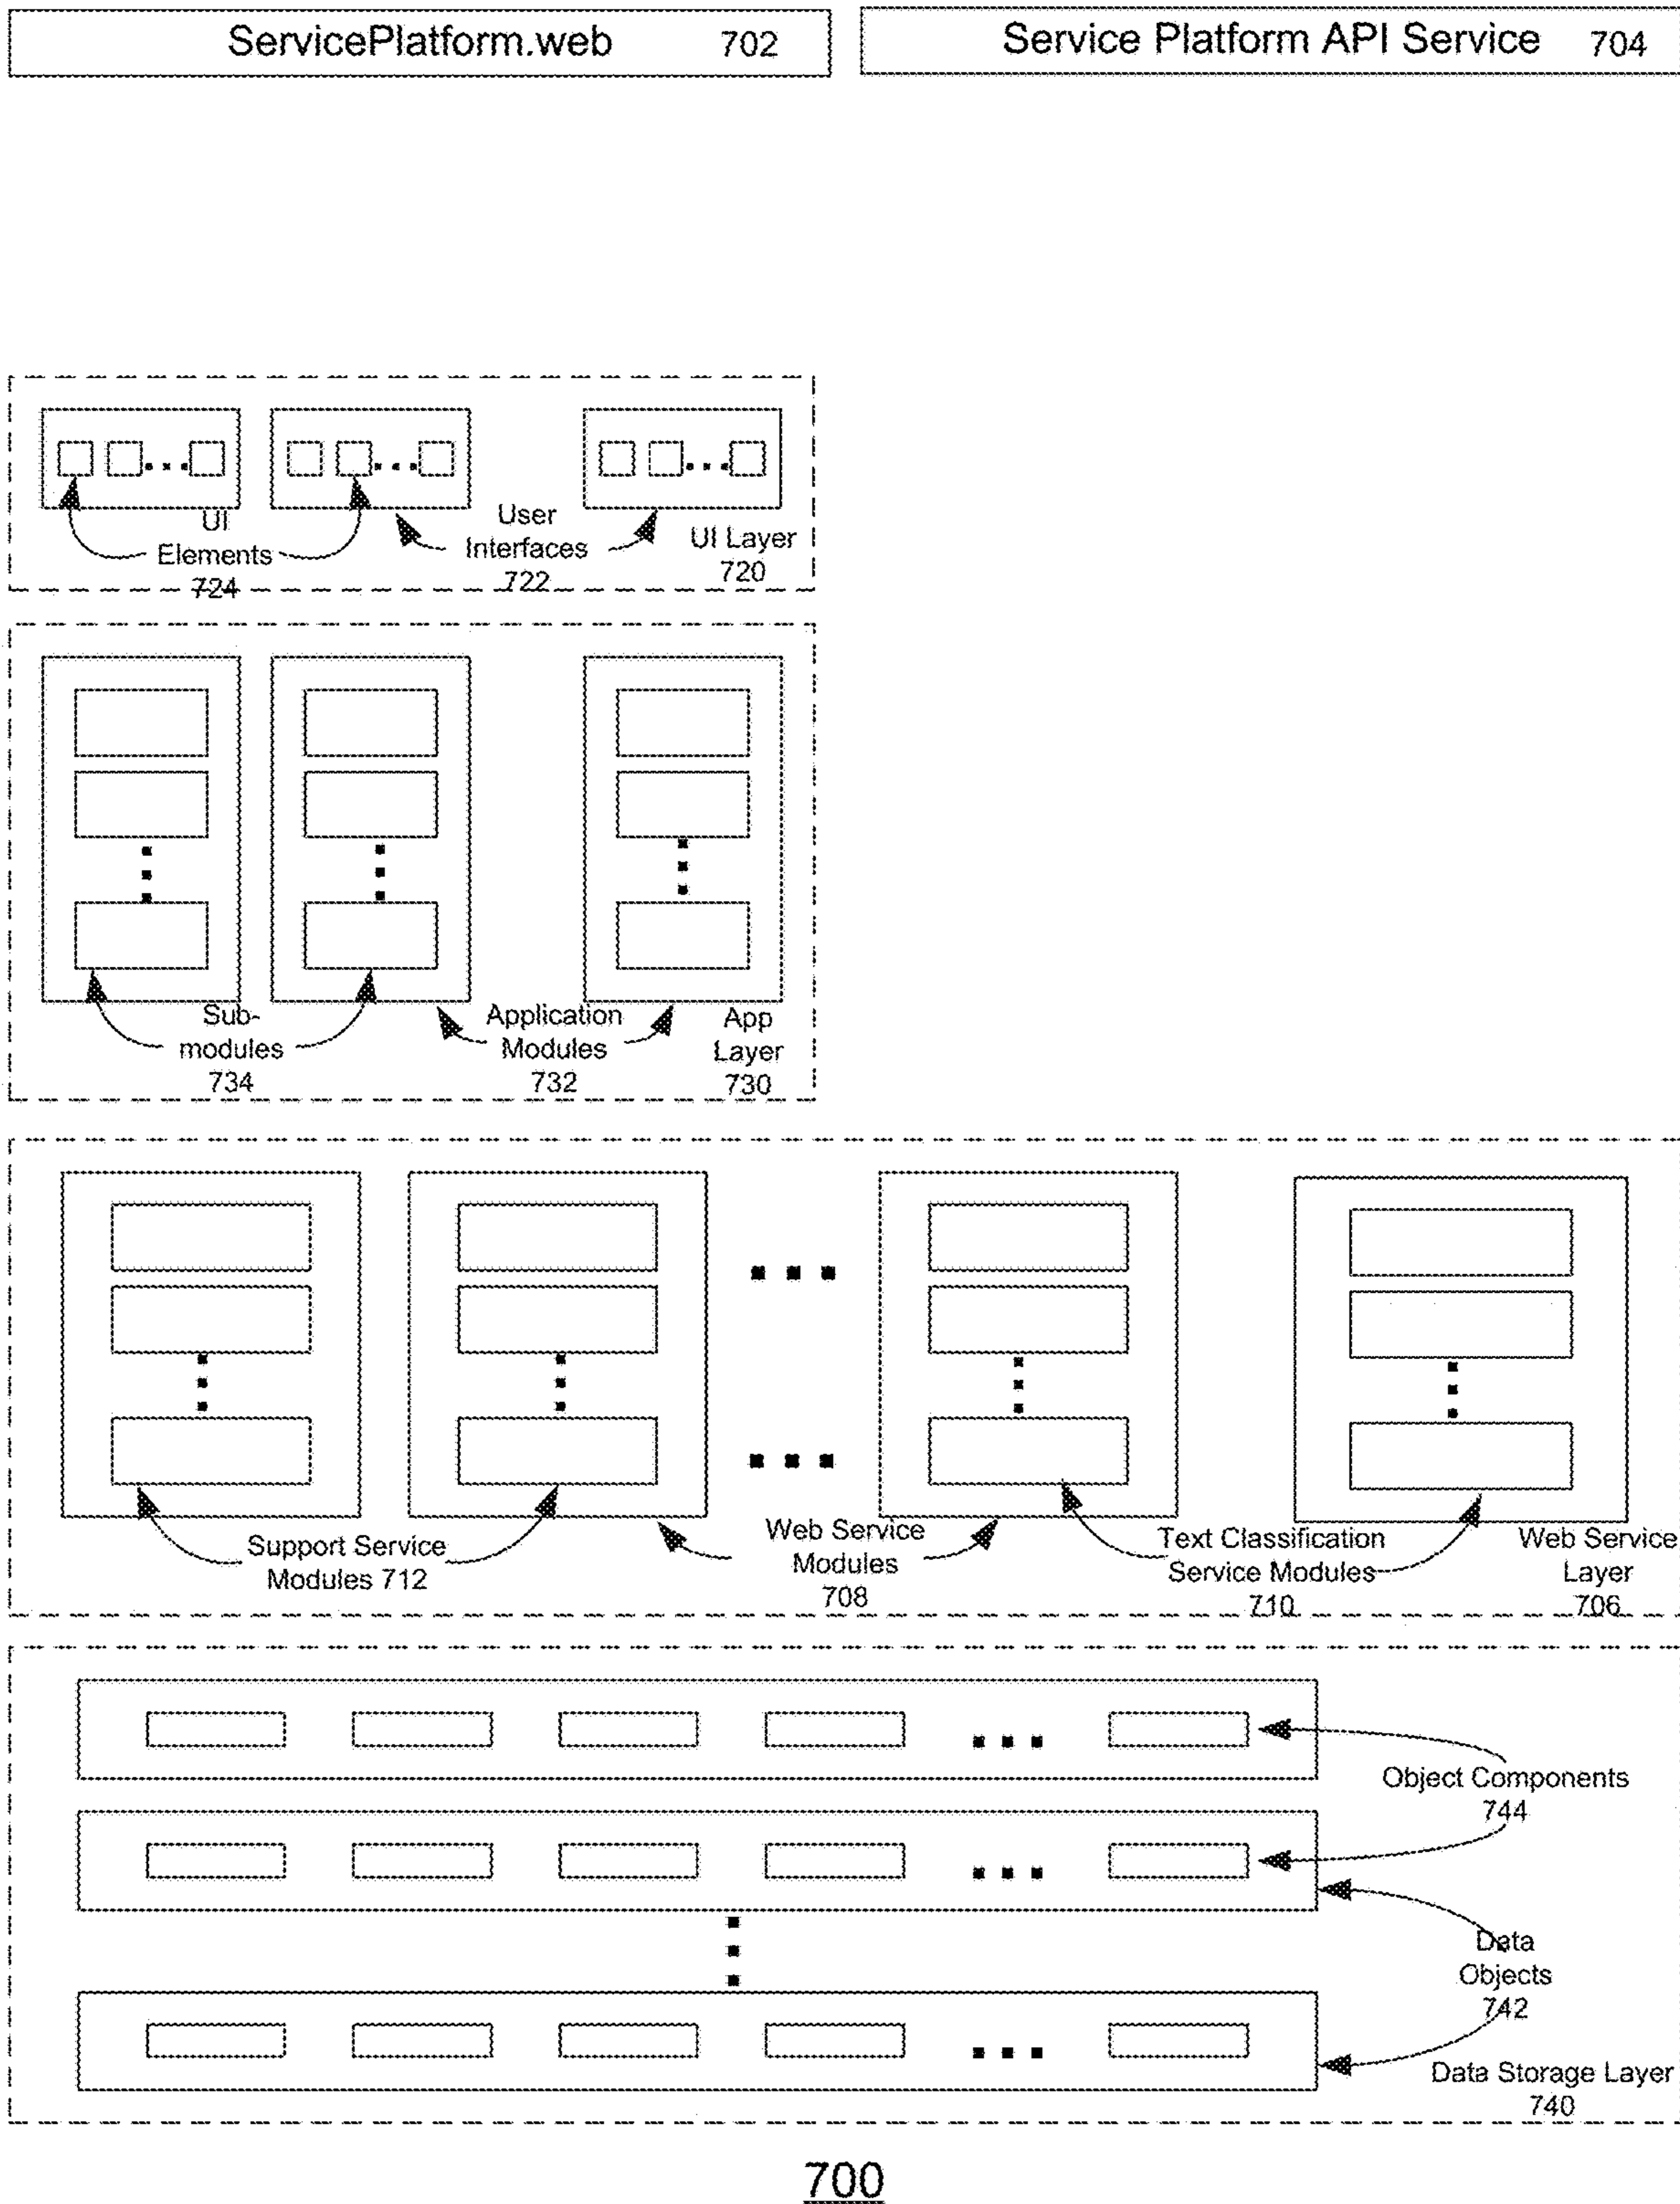 ServicePlatform.web 702
Service Platform API Service 704
UI
Elements
724
User
Interfaces
722
UI Layer
720
Sub-
modules
734
Application
Modules
732
App
Layer
730
Support Service
Modules 712
Web Service
Modules
708
Text Classification
Service Modules
710
Web Service
Layer
706
Object Components
744
Data
Objects
742
Data Storage Layer
740
700